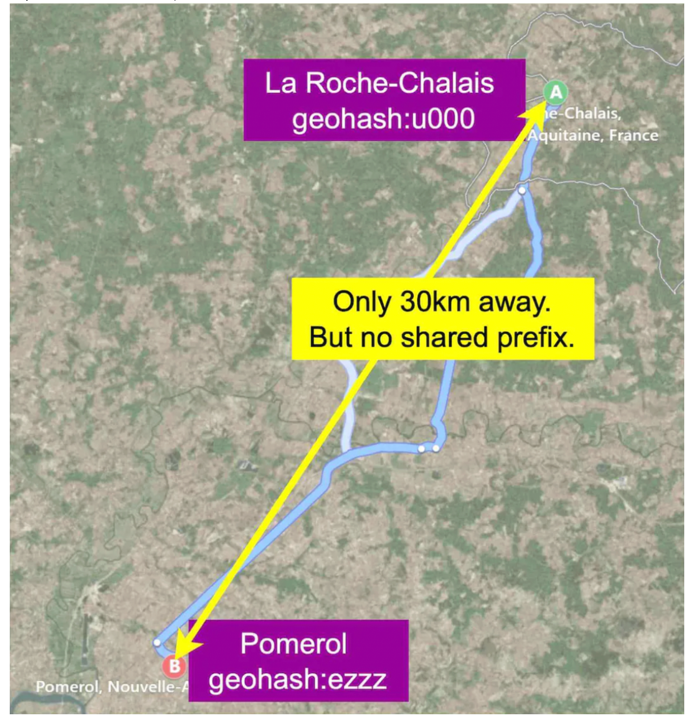 La Roche-Chalais
geohash:u000
A
he-Chalais,
Aquitaine, France
Only 30km away.
But no shared prefix.
Pomerol
geohash:ezzz
B
Pomerol, Nouvelle-A